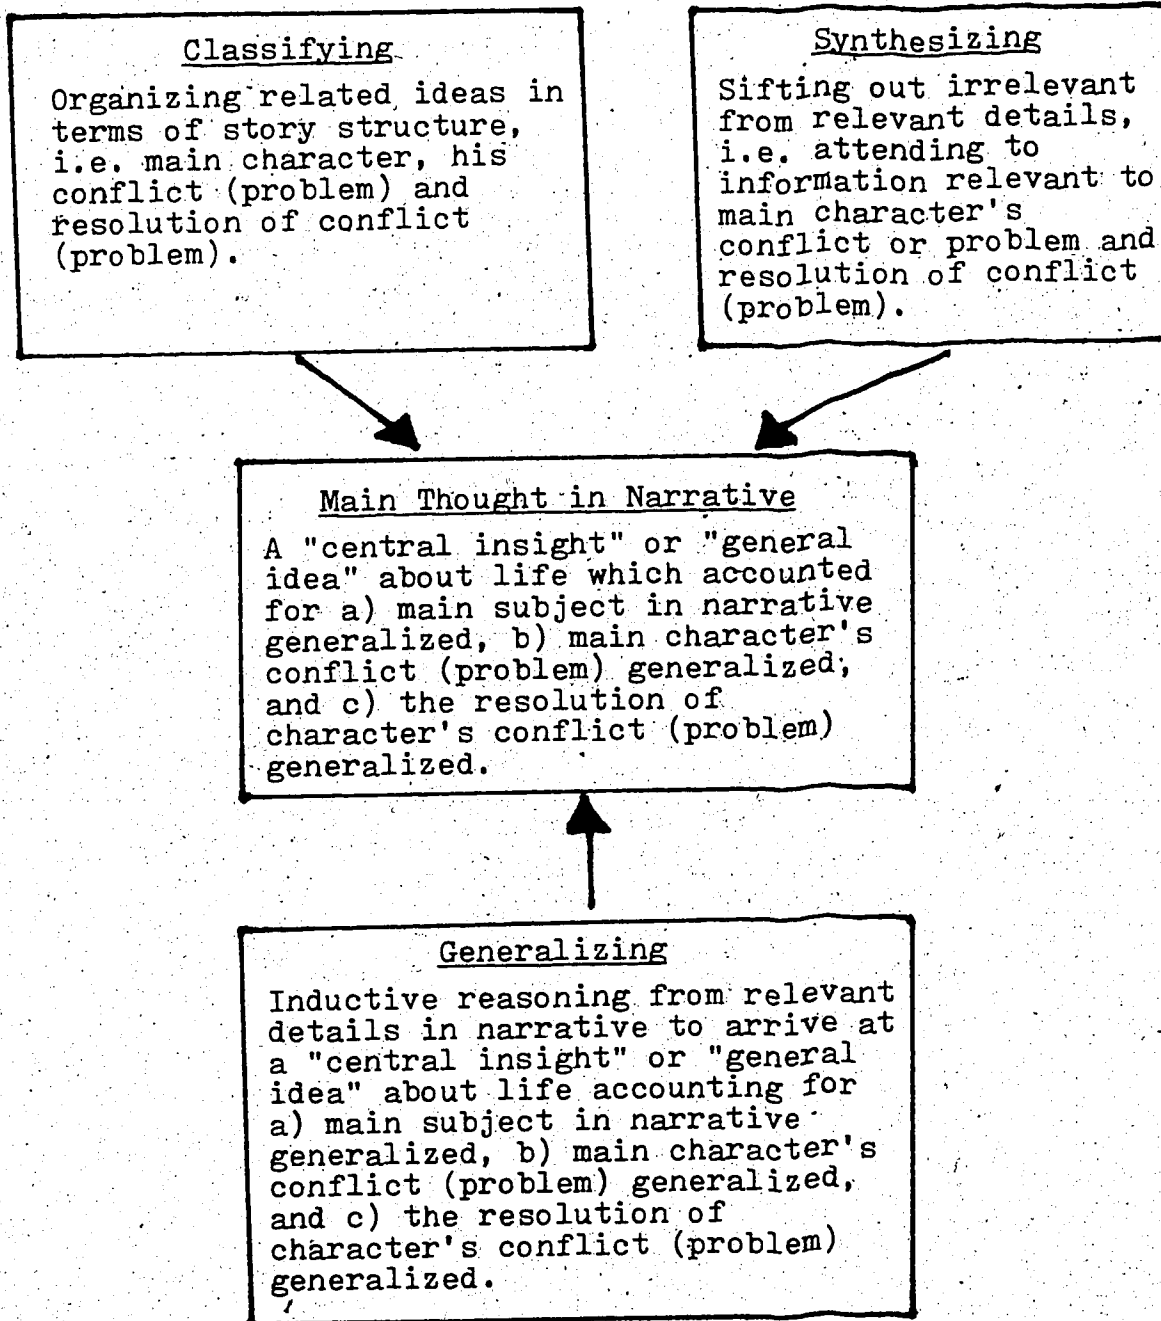 Classifying
Organizing related ideas in
terms of story structure,
i.e. main character, his
conflict (problem) and
resolution of conflict
(problem).
Synthesizing
Sifting out irrelevant
from relevant details,
i.e. attending to
information relevant to
main character's
conflict or problem and
resolution of conflict
(problem).
Main Thought in Narrative
A "central insight" or "general
idea" about life which accounted
for a) main subject in narrative
generalized, b) main character's
conflict (problem) generalized,
and c) the resolution of
character's conflict (problem)
generalized.
Generalizing
Inductive reasoning from relevant
details in narrative to arrive at
a "central insight" or "general
idea" about life accounting for
a) main subject in narrative
generalized, b) main character's
conflict (problem) generalized,
and c) the resolution of
character's conflict (problem)
generalized.